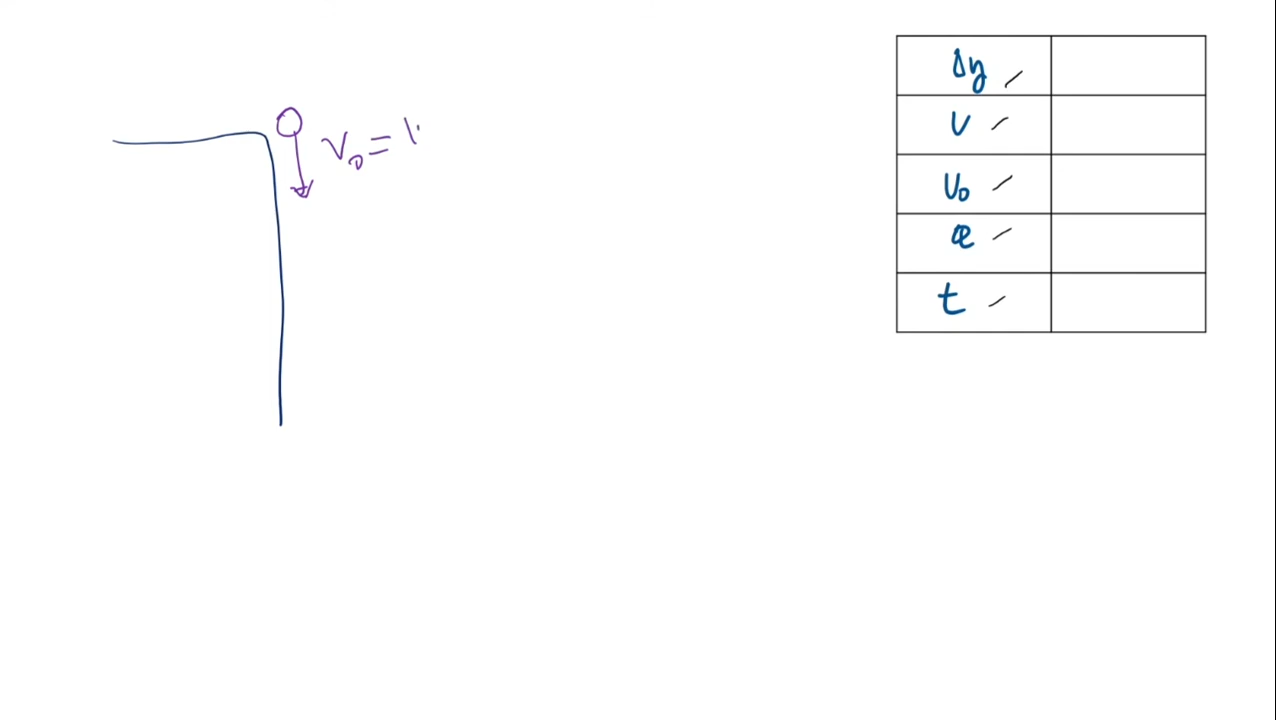 V₀ = 1
Δy
v
v₀
a
t